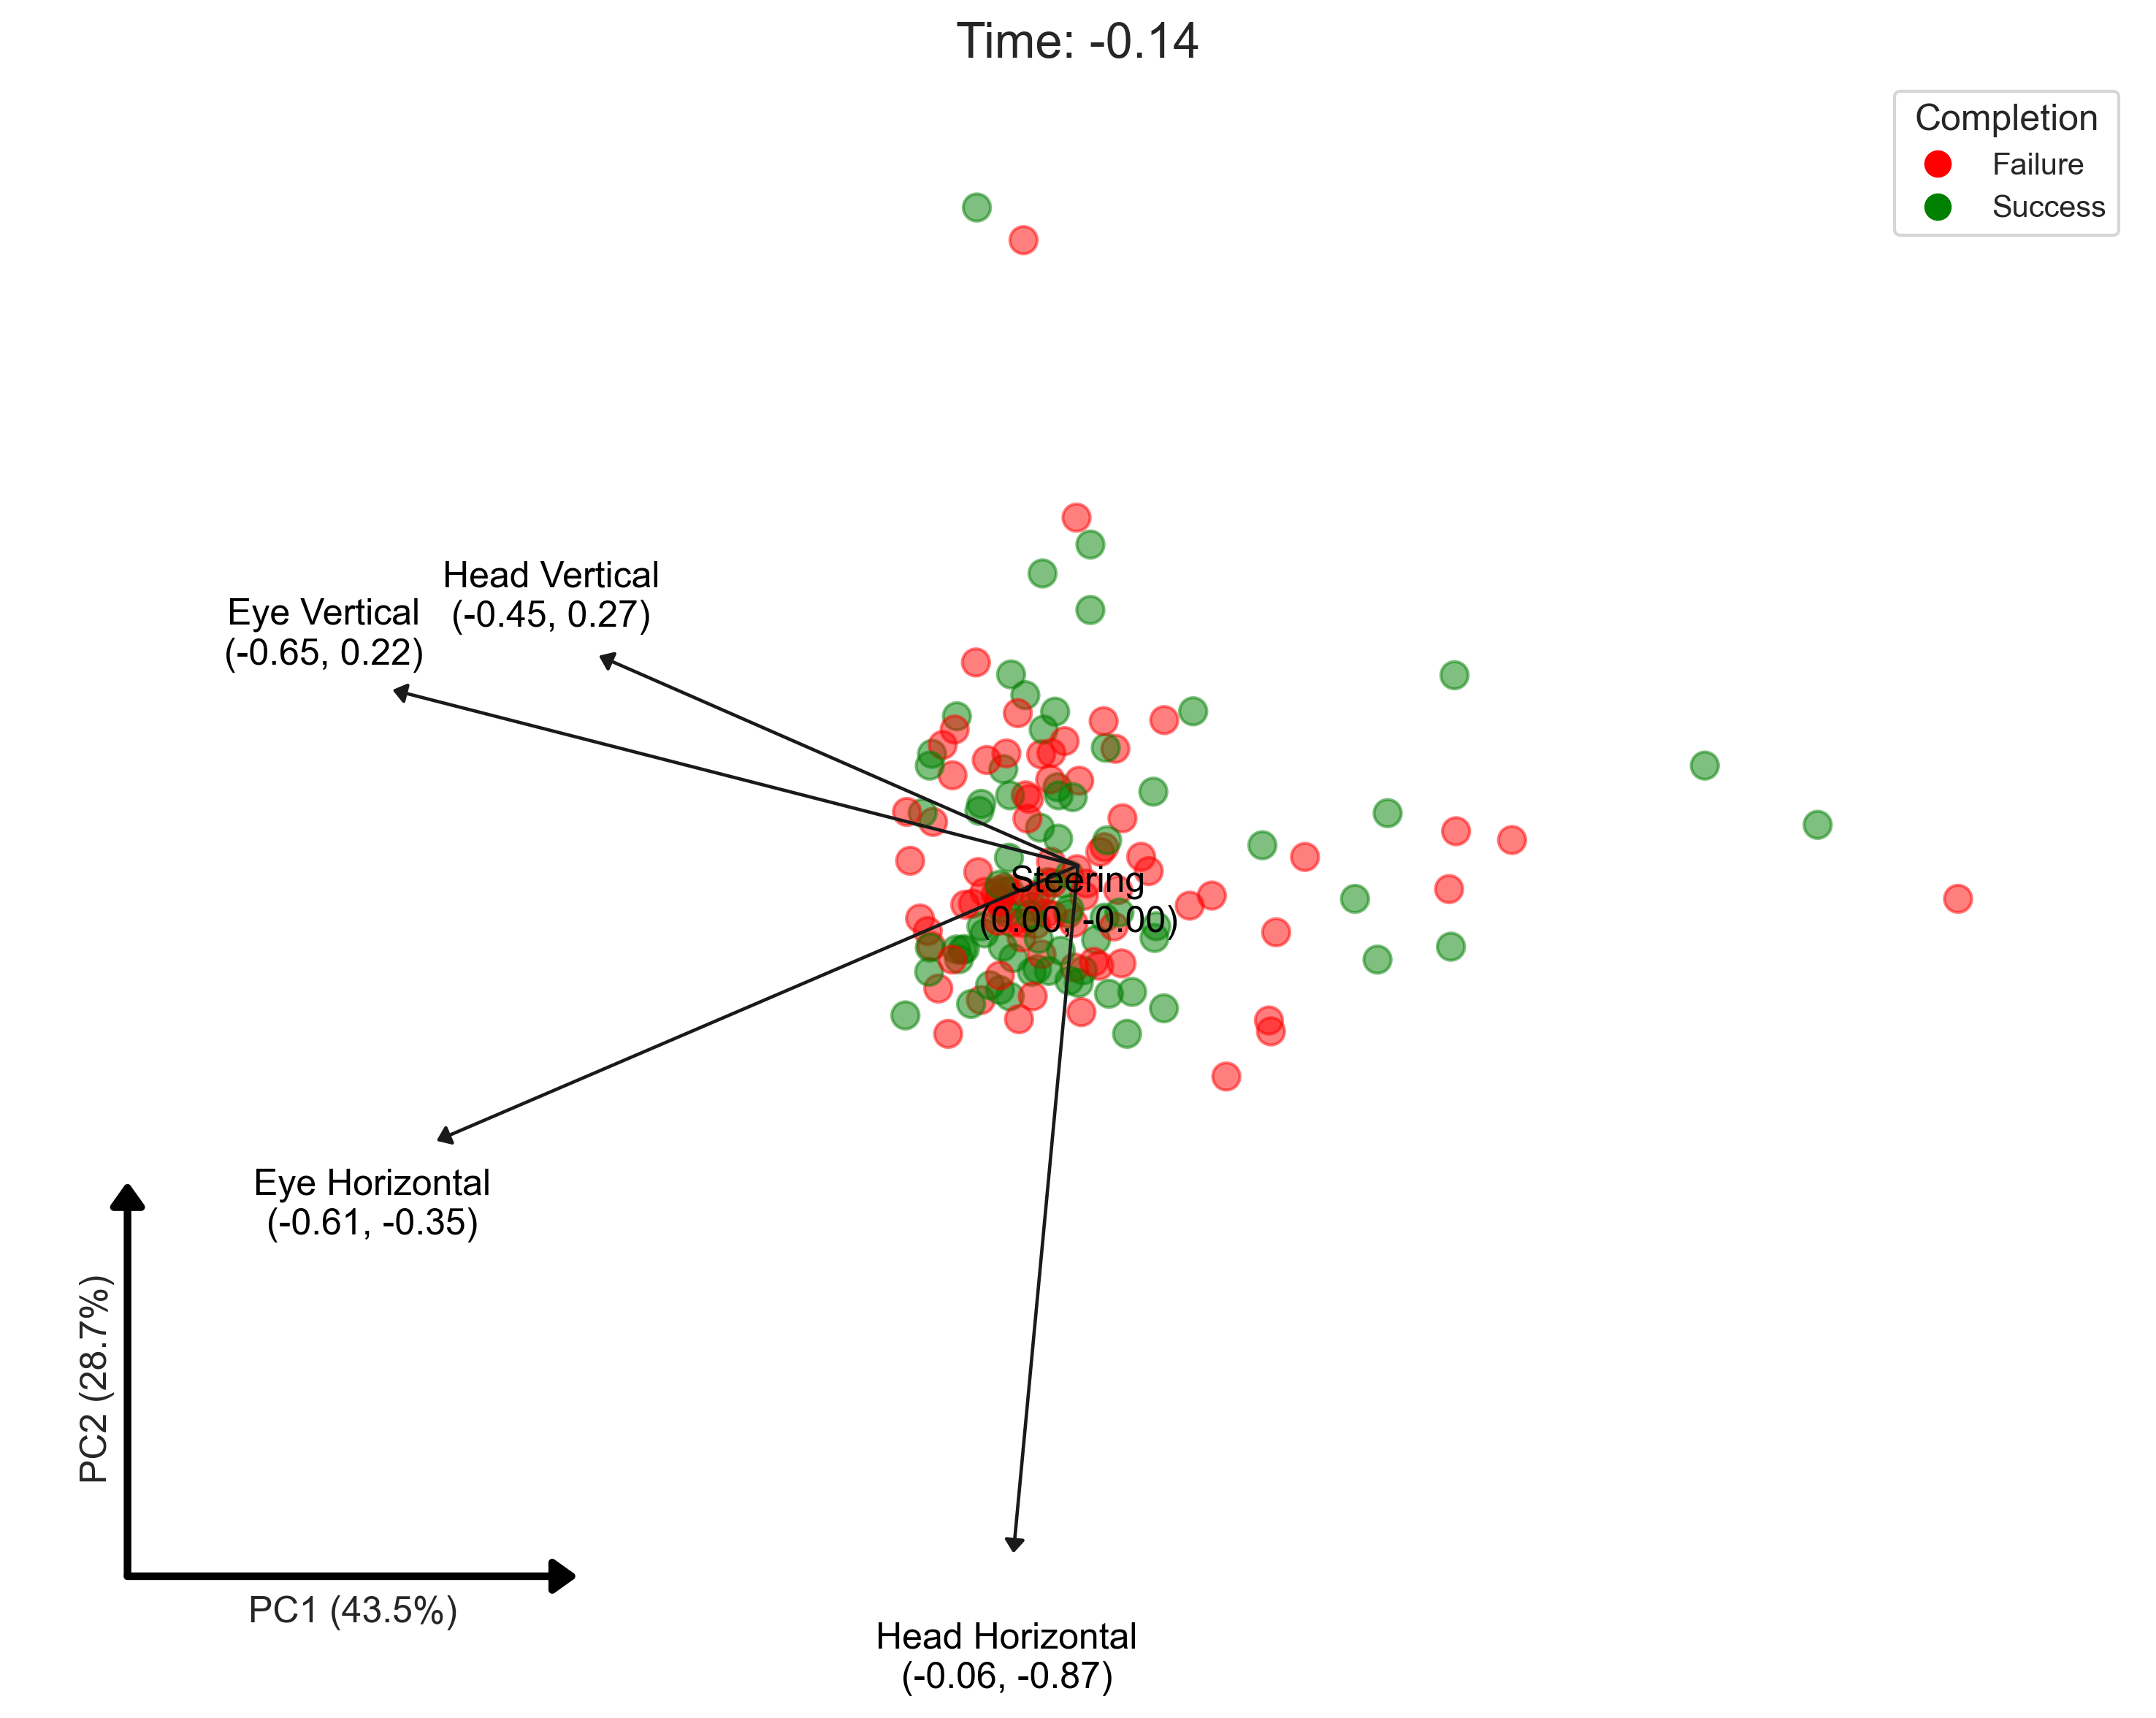 Time: -0.14
Completion
Failure
Success
Head Vertical
(-0.45, 0.27)
Eye Vertical
(-0.65, 0.22)
Steering
(0.00, -0.00)
Eye Horizontal
(-0.61, -0.35)
PC2 (28.7%)
PC1 (43.5%)
Head Horizontal
(-0.06, -0.87)